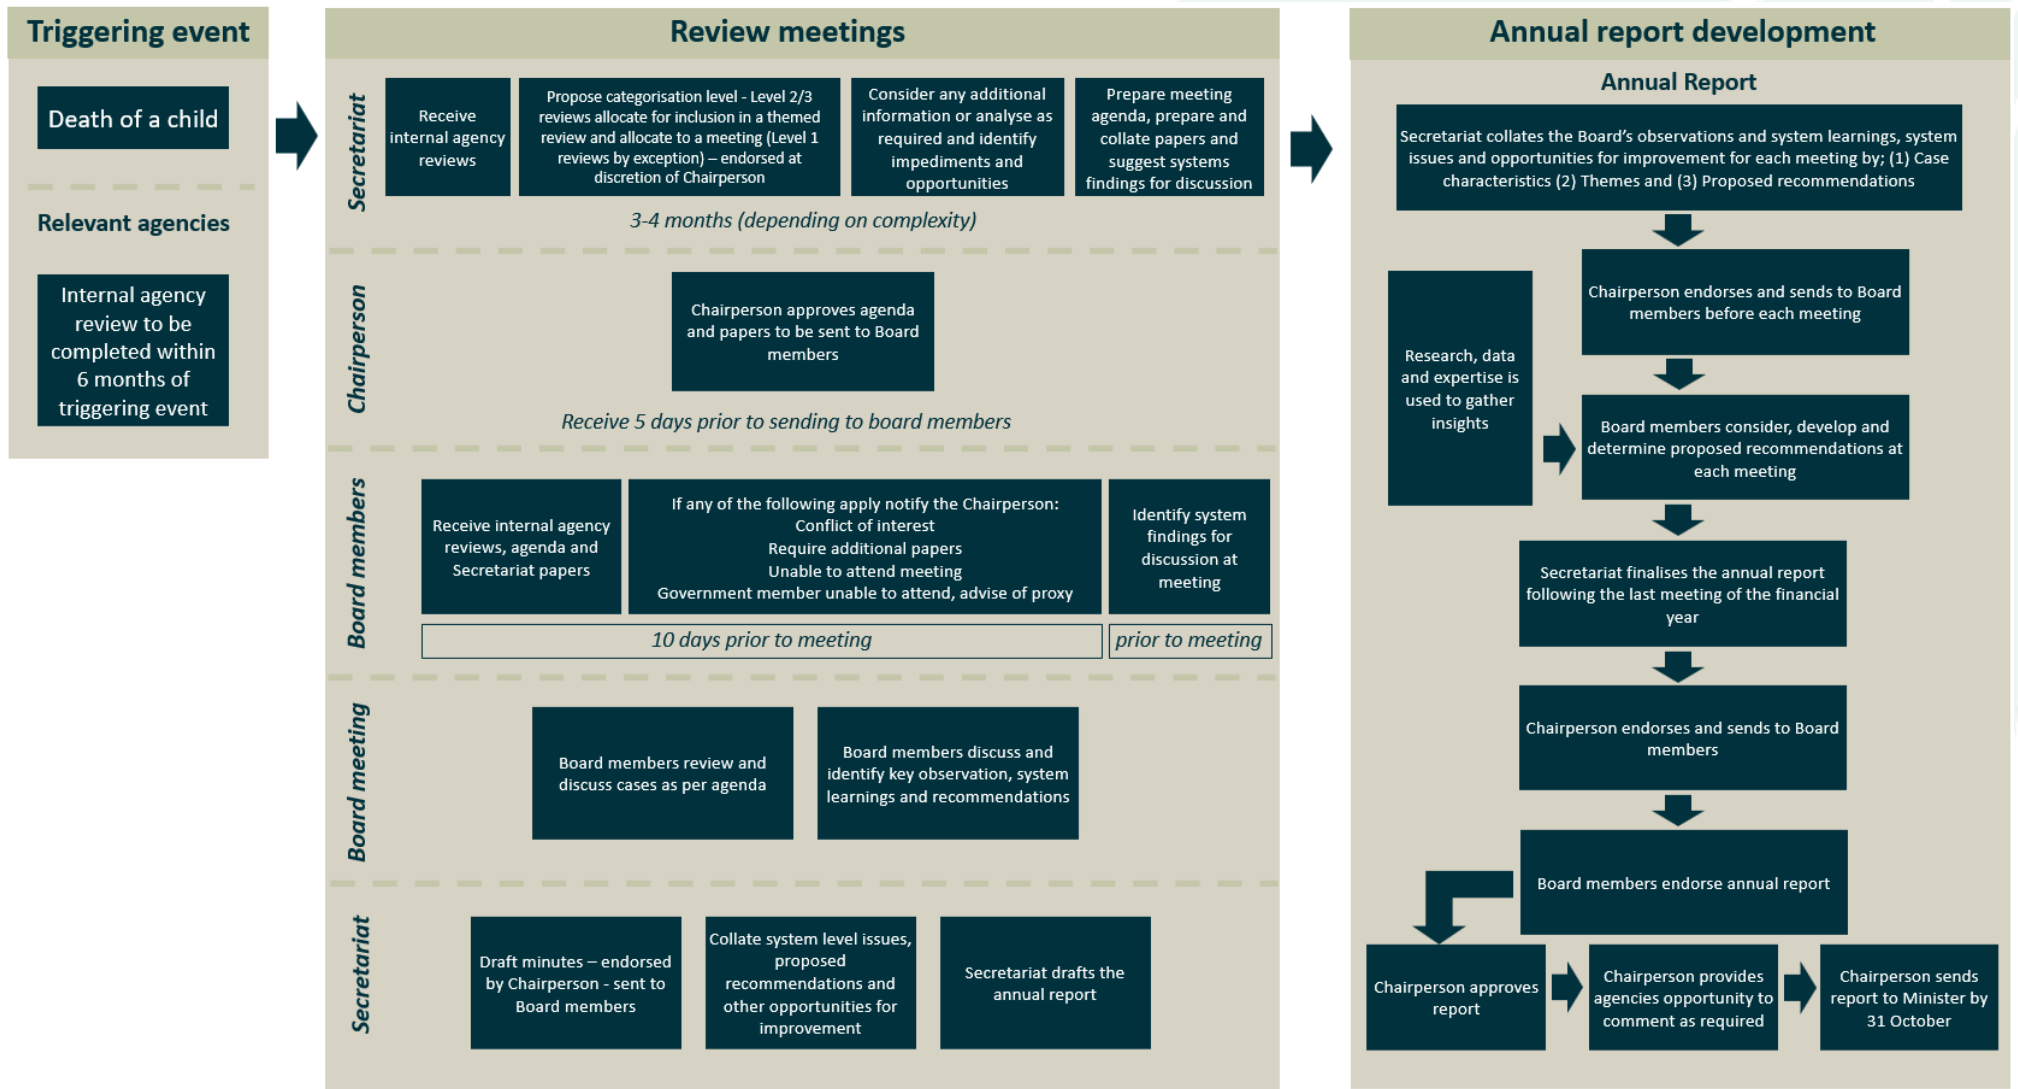 Triggering event
Death of a child
Relevant agencies
Internal agency
review to be
completed within
6 months of
triggering event
Review meetings
Secretariat
Receive
internal agency
reviews
Propose categorisation level - Level 2/3
reviews allocate for inclusion in a themed
review and allocate to a meeting (Level 1
reviews by exception) – endorsed at
discretion of Chairperson
Consider any additional
information or analyse as
required and identify
impediments and
opportunities
Prepare meeting
agenda, prepare and
collate papers and
suggest systems
findings for discussion
3-4 months (depending on complexity)
Chairperson
Chairperson approves agenda
and papers to be sent to Board
members
Receive 5 days prior to sending to board members
Board members
Receive internal agency
reviews, agenda and
Secretariat papers
If any of the following apply notify the Chairperson:
Conflict of interest
Require additional papers
Unable to attend meeting
Government member unable to attend, advise of proxy
Identify system
findings for
discussion at
meeting
10 days prior to meeting
prior to meeting
Board meeting
Board members review and
discuss cases as per agenda
Board members discuss and
identify key observation, system
learnings and recommendations
Secretariat
Draft minutes – endorsed
by Chairperson - sent to
Board members
Collate system level issues,
proposed
recommendations and
other opportunities for
improvement
Secretariat drafts the
annual report
Annual report development
Annual Report
Secretariat collates the Board’s observations and system learnings, system
issues and opportunities for improvement for each meeting by; (1) Case
characteristics (2) Themes and (3) Proposed recommendations
Chairperson endorses and sends to Board
members before each meeting
Research, data
and expertise is
used to gather
insights
Board members consider, develop and
determine proposed recommendations at
each meeting
Secretariat finalises the annual report
following the last meeting of the financial
year
Chairperson endorses and sends to Board
members
Board members endorse annual report
Chairperson approves
report
Chairperson provides
agencies opportunity to
comment as required
Chairperson sends
report to Minister by
31 October